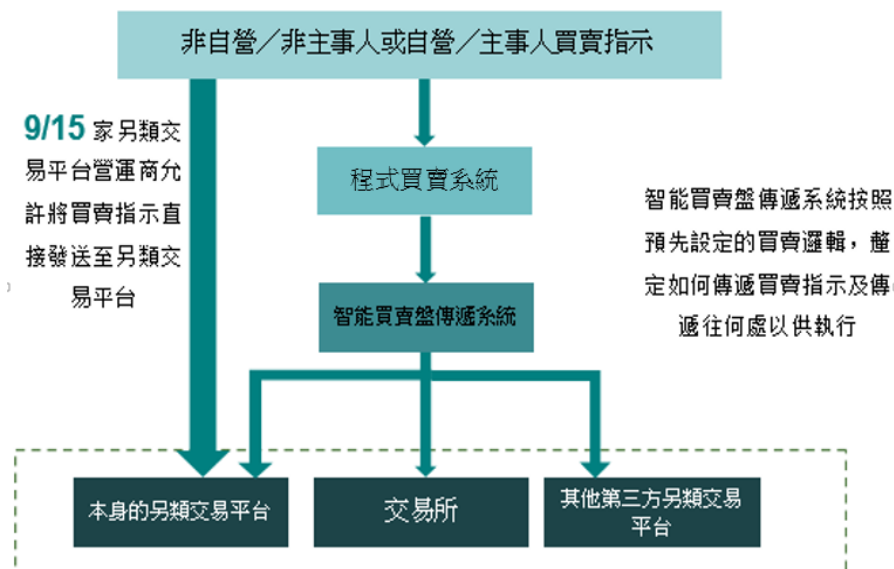 非自營／非主事人或自營／主事人買賣指示
9/15 家另類交
易平台營運商允
許將買賣指示直
接發送至另類交
易平台
程式買賣系統
智能買賣盤傳遞系統按照
預先設定的買賣邏輯，釐
定如何傳遞買賣指示及傳
遞往何處以供執行
智能買賣盤傳遞系統
本身的另類交易平台
交易所
其他第三方另類交易
平台